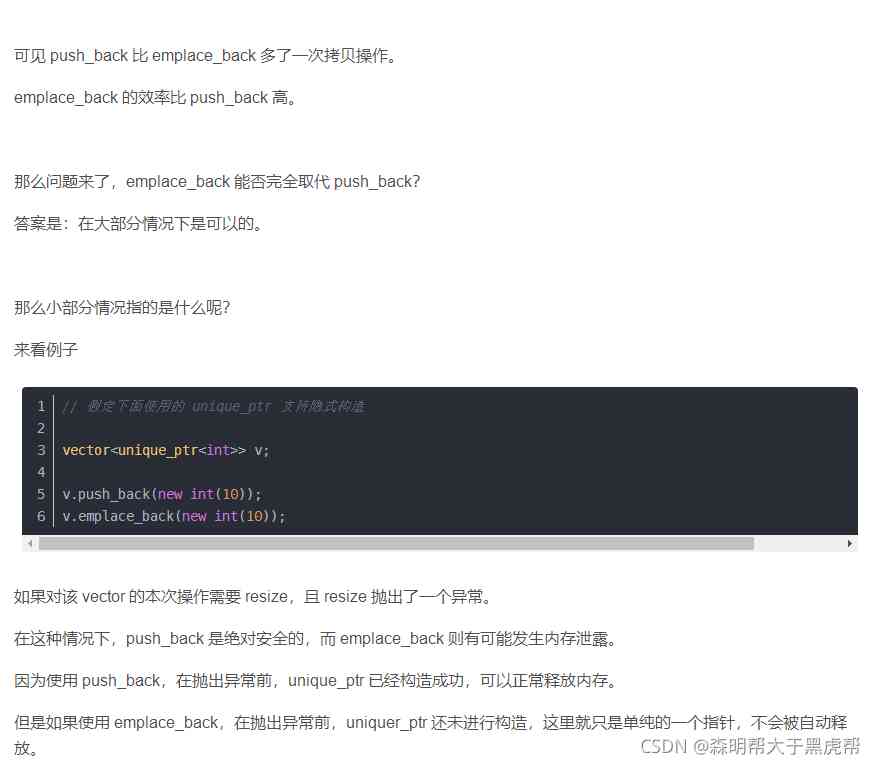 可见 push_back 比 emplace_back 多了一次拷贝操作。
emplace_back 的效率比 push_back 高。
那么问题来了，emplace_back 能否完全取代 push_back？
答案是：在大部分情况下是可以的。
那么小部分情况指的是什么呢？
来看例子
1 // 假定下面使用的 unique_ptr 支持隐式构造
2
3 vector<unique_ptr<int>> v;
4
5 v.push_back(new int(10));
6 v.emplace_back(new int(10));
如果对该 vector 的本次操作需要 resize，且 resize 抛出了一个异常。
在这种情况下，push_back 是绝对安全的，而 emplace_back 则有可能发生内存泄露。
因为使用 push_back，在抛出异常前，unique_ptr 已经构造成功，可以正常释放内存。
但是如果使用 emplace_back，在抛出异常前，uniquer_ptr 还未进行构造，这里就只是单纯的一个指针，不会被自动释
放。
CSDN @森明帮大于黑虎帮